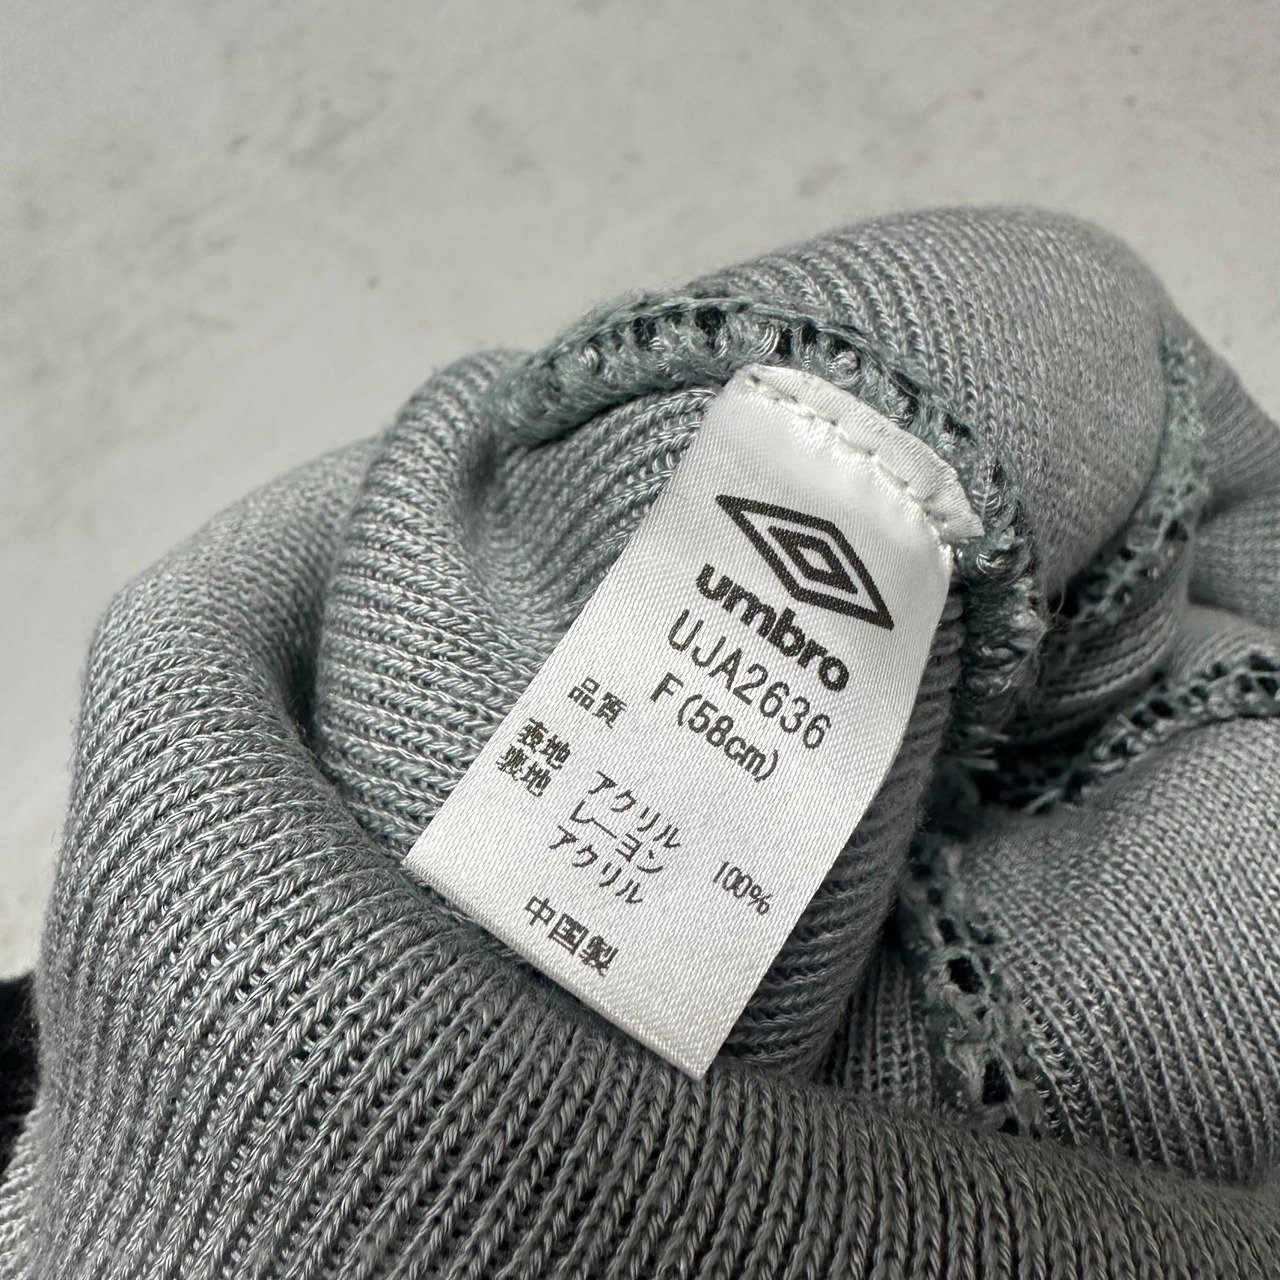 umbro
UJA2636
F (58cm)
品質
表地 アクリル 100%
裏地 レーヨン
アクリル
中国製